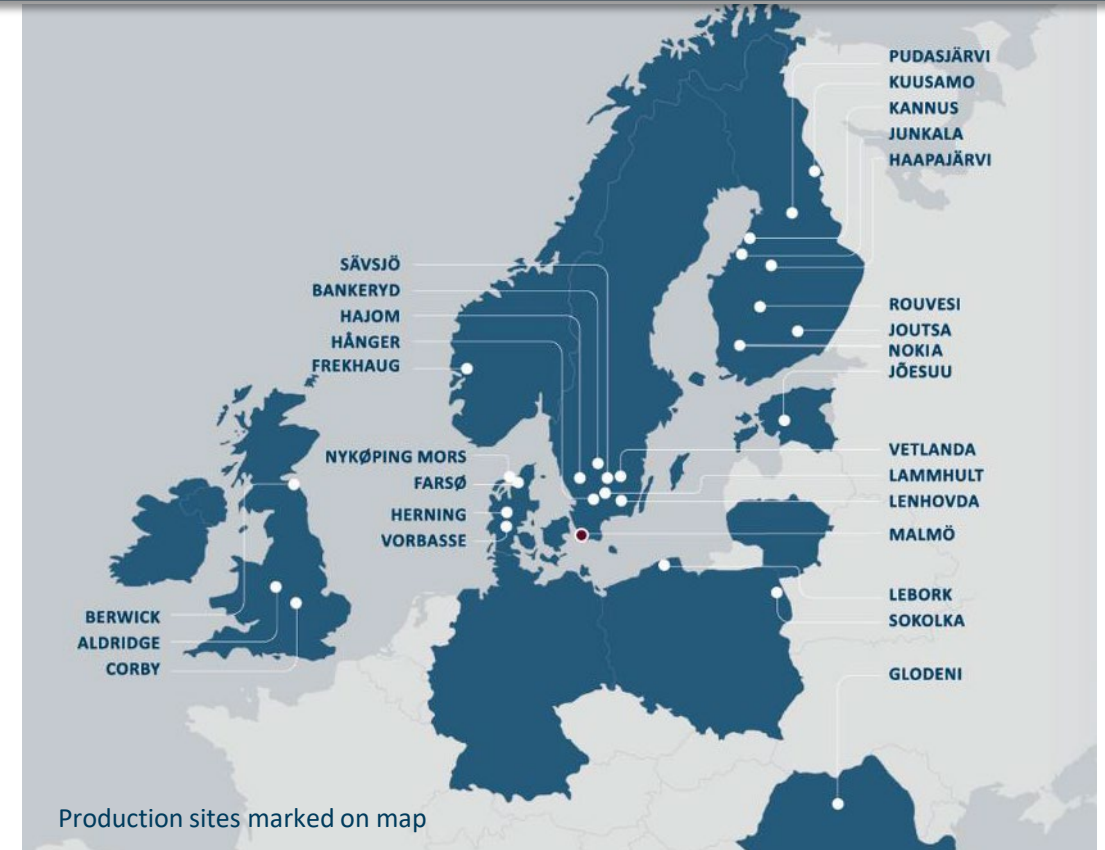 PUDASJÄRVI
KUUSAMO
KANNUS
JUNKALA
HAAPAJÄRVI
SÄVSJÖ
BANKERYD
HAJOM
HÅNGER
FREKHAUG
ROUVESI
JOUTSA
NOKIA
JÕESUU
NYKØPING MORS
FARSØ
HERNING
VORBASSE
VETLANDA
LAMMHULT
LENHOVDA
MALMÖ
BERWICK
ALDRIDGE
CORBY
LEBORK
SOKOLKA
GLODENI
Production sites marked on map